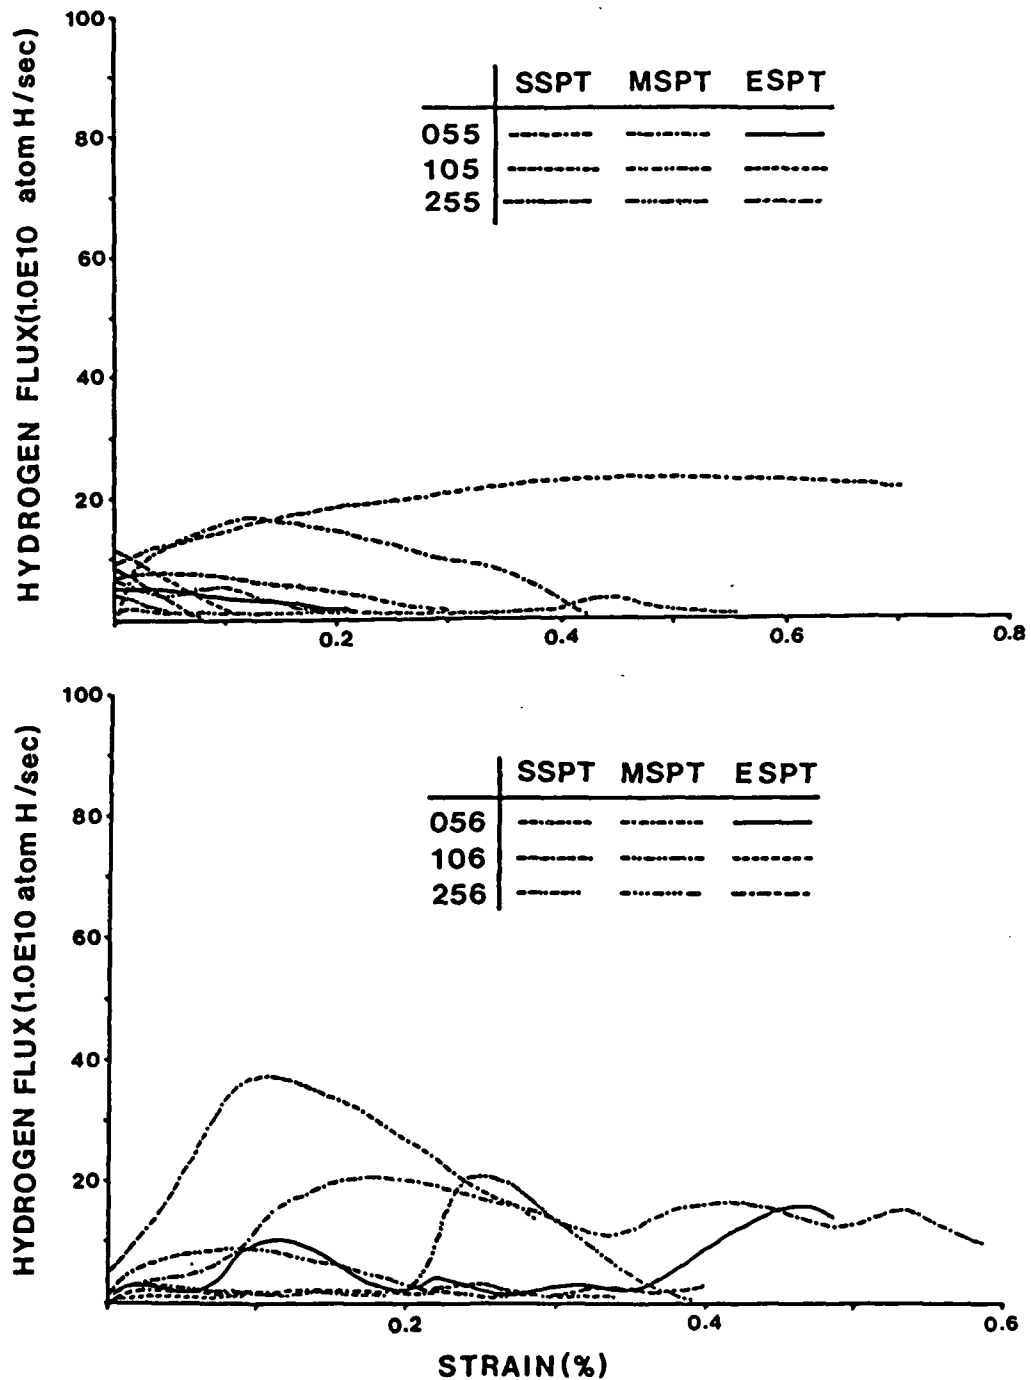 HYDROGEN FLUX(1.0E10 atom H/sec)
100
80
60
40
20
SSPT MSPT ESPT
055
105
255
0.2 0.4 0.6 0.8
HYDROGEN FLUX(1.0E10 atom H/sec)
100
80
60
40
20
SSPT MSPT ESPT
056
106
256
0.2 0.4 0.6
STRAIN(%)